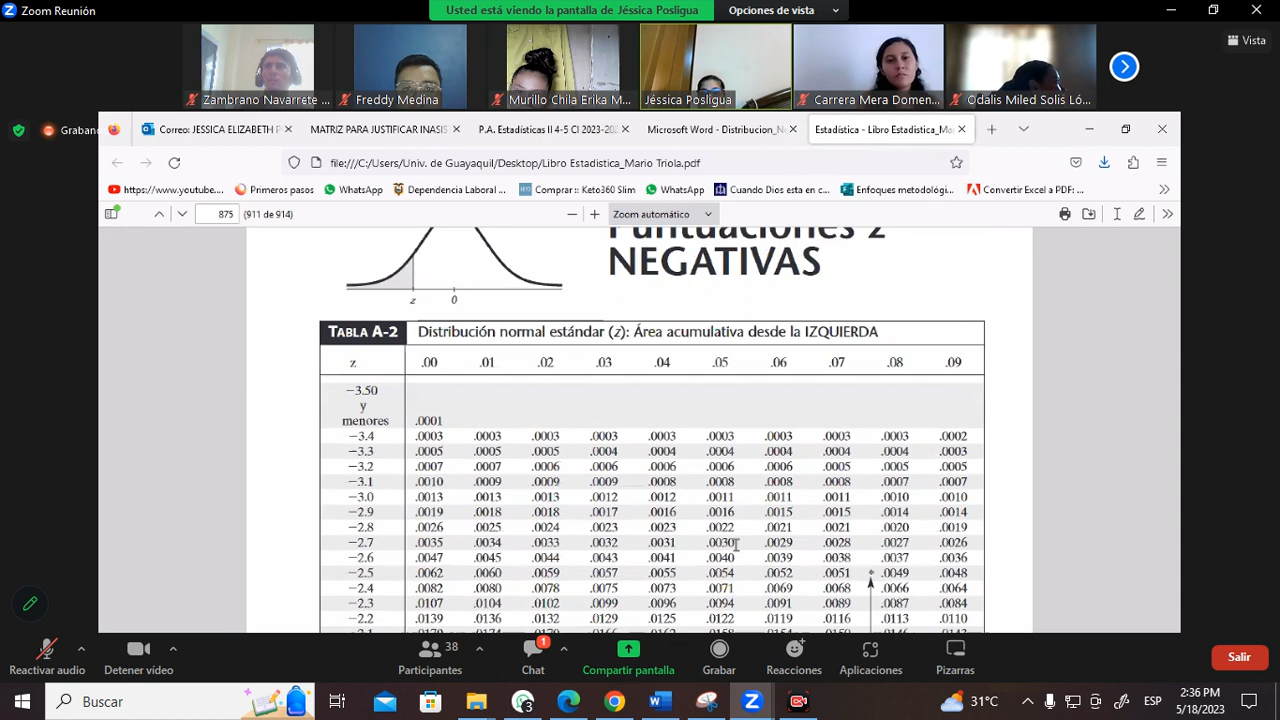 Zoom Reunión
Usted está viendo la pantalla de Jéssica Posligua
Opciones de vista
Vista
Zambrano Navarrete ...
Freddy Medina
Murillo Chila Erika M...
Jéssica Posligua
Carrera Mera Domen...
Odalis Miled Solis Ló...
Graban
Correo: JESSICA ELIZABETH P
MATRIZ PARA JUSTIFICAR INASIS
P.A. Estadísticas II 4-5 CI 2023-202
Microsoft Word - Distribucion_N
Estadística - Libro Estadistica_Ma
file:///C:/Users/Univ. de Guayaquil/Desktop/Libro Estadistica_Mario Triola.pdf
https://www.youtube....
Primeros pasos
WhatsApp
Dependencia Laboral ...
Comprar :: Keto360 Slim
WhatsApp
Cuando Dios esta en c...
Enfoques metodológi...
Convertir Excel a PDF:...
875 (911 de 914)
Zoom automático
Puntuaciones z
NEGATIVAS
z 0
TABLA A-2 Distribución normal estándar (z): Área acumulativa desde la IZQUIERDA
z .00 .01 .02 .03 .04 .05 .06 .07 .08 .09
−3.50
y
menores .0001
−3.4 .0003 .0003 .0003 .0003 .0003 .0003 .0003 .0003 .0003 .0002
−3.3 .0005 .0005 .0005 .0004 .0004 .0004 .0004 .0004 .0004 .0003
−3.2 .0007 .0007 .0006 .0006 .0006 .0006 .0006 .0005 .0005 .0005
−3.1 .0010 .0009 .0009 .0009 .0008 .0008 .0008 .0008 .0007 .0007
−3.0 .0013 .0013 .0013 .0012 .0012 .0011 .0011 .0011 .0010 .0010
−2.9 .0019 .0018 .0018 .0017 .0016 .0016 .0015 .0015 .0014 .0014
−2.8 .0026 .0025 .0024 .0023 .0023 .0022 .0021 .0021 .0020 .0019
−2.7 .0035 .0034 .0033 .0032 .0031 .0030 .0029 .0028 .0027 .0026
−2.6 .0047 .0045 .0044 .0043 .0041 .0040 .0039 .0038 .0037 .0036
−2.5 .0062 .0060 .0059 .0057 .0055 .0054 .0052 .0051 * .0049 .0048
−2.4 .0082 .0080 .0078 .0075 .0073 .0071 .0069 .0068 .0066 .0064
−2.3 .0107 .0104 .0102 .0099 .0096 .0094 .0091 .0089 .0087 .0084
−2.2 .0139 .0136 .0132 .0129 .0125 .0122 .0119 .0116 .0113 .0110
Reactivar audio
Detener vídeo
38
Participantes
1
Chat
Compartir pantalla
Grabar
Reacciones
Aplicaciones
Pizarras
Salir
Buscar
3
31°C
ESP
2:36 PM
5/18/2023